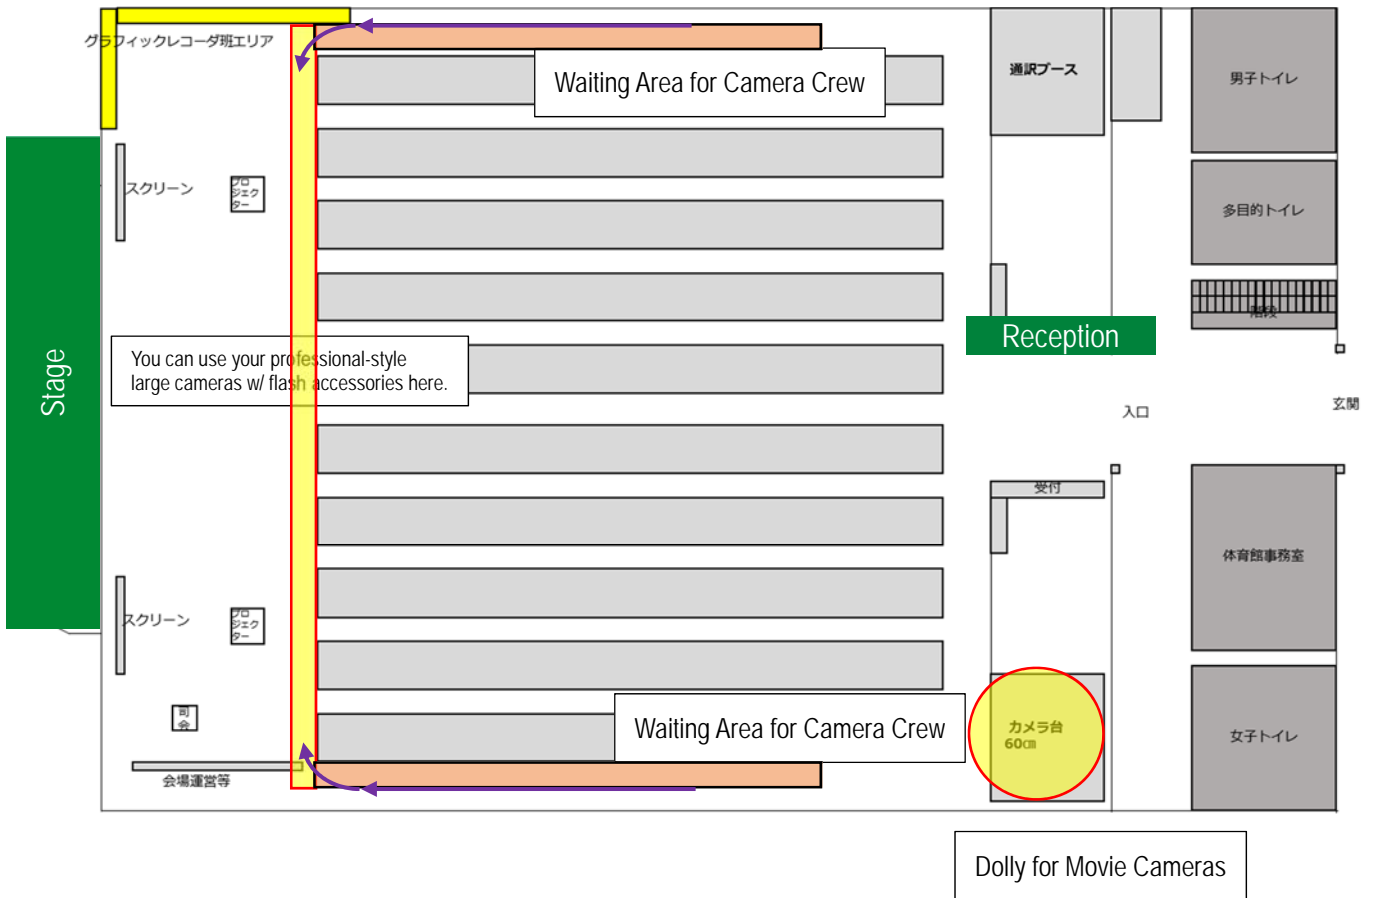 グラフィックレコーダ班エリア
Waiting Area for Camera Crew
通訳ブース
男子トイレ
スクリーン
プロ
ジェク
ター
多目的トイレ
階段
Reception
Stage
You can use your professional-style
large cameras w/ flash accessories here.
入口
玄関
受付
体育館事務室
スクリーン
プロ
ジェク
ター
司
会
Waiting Area for Camera Crew
カメラ台
60㎝
女子トイレ
会場運営等
Dolly for Movie Cameras